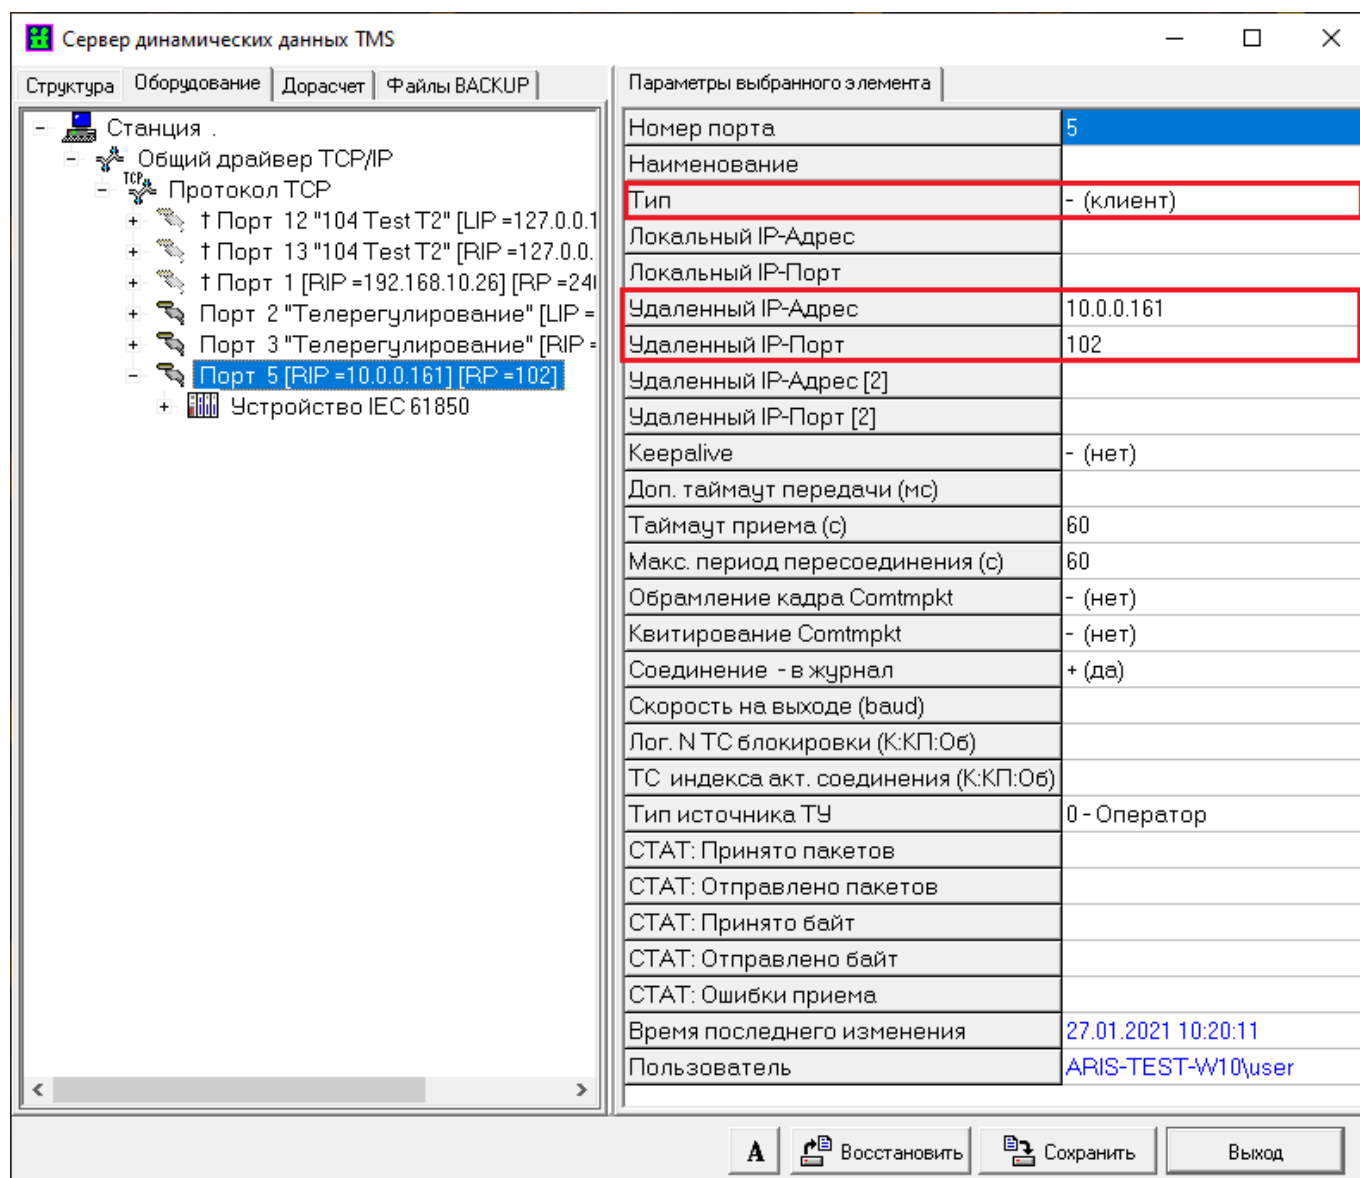 Сервер динамических данных TMS
Структура Оборудование Дорасчет Файлы BACKUP
Станция .
Общий драйвер TCP/IP
TCP Протокол TCP
† Порт 12 "104 Test T2" [LIP =127.0.0.1
† Порт 13 "104 Test T2" [RIP =127.0.0.
† Порт 1 [RIP =192.168.10.26] [RP =240
Порт 2 "Телерегулирование" [LIP =
Порт 3 "Телерегулирование" [RIP =
Порт 5 [RIP =10.0.0.161] [RP =102]
Устройство IEC 61850
Параметры выбранного элемента
Номер порта 5
Наименование
Тип - (клиент)
Локальный IP-Адрес
Локальный IP-Порт
Удаленный IP-Адрес 10.0.0.161
Удаленный IP-Порт 102
Удаленный IP-Адрес [2]
Удаленный IP-Порт [2]
Keepalive - (нет)
Доп. таймаут передачи (мс)
Таймаут приема (с) 60
Макс. период пересоединения (с) 60
Обрамление кадра Comtmpkt - (нет)
Квитирование Comtmpkt - (нет)
Соединение - в журнал + (да)
Скорость на выходе (baud)
Лог. N ТС блокировки (К:КП:Об)
ТС индекса акт. соединения (К:КП:Об)
Тип источника ТУ 0 - Оператор
СТАТ: Принято пакетов
СТАТ: Отправлено пакетов
СТАТ: Принято байт
СТАТ: Отправлено байт
СТАТ: Ошибки приема
Время последнего изменения 27.01.2021 10:20:11
Пользователь ARIS-TEST-W10\user
A Восстановить Сохранить Выход